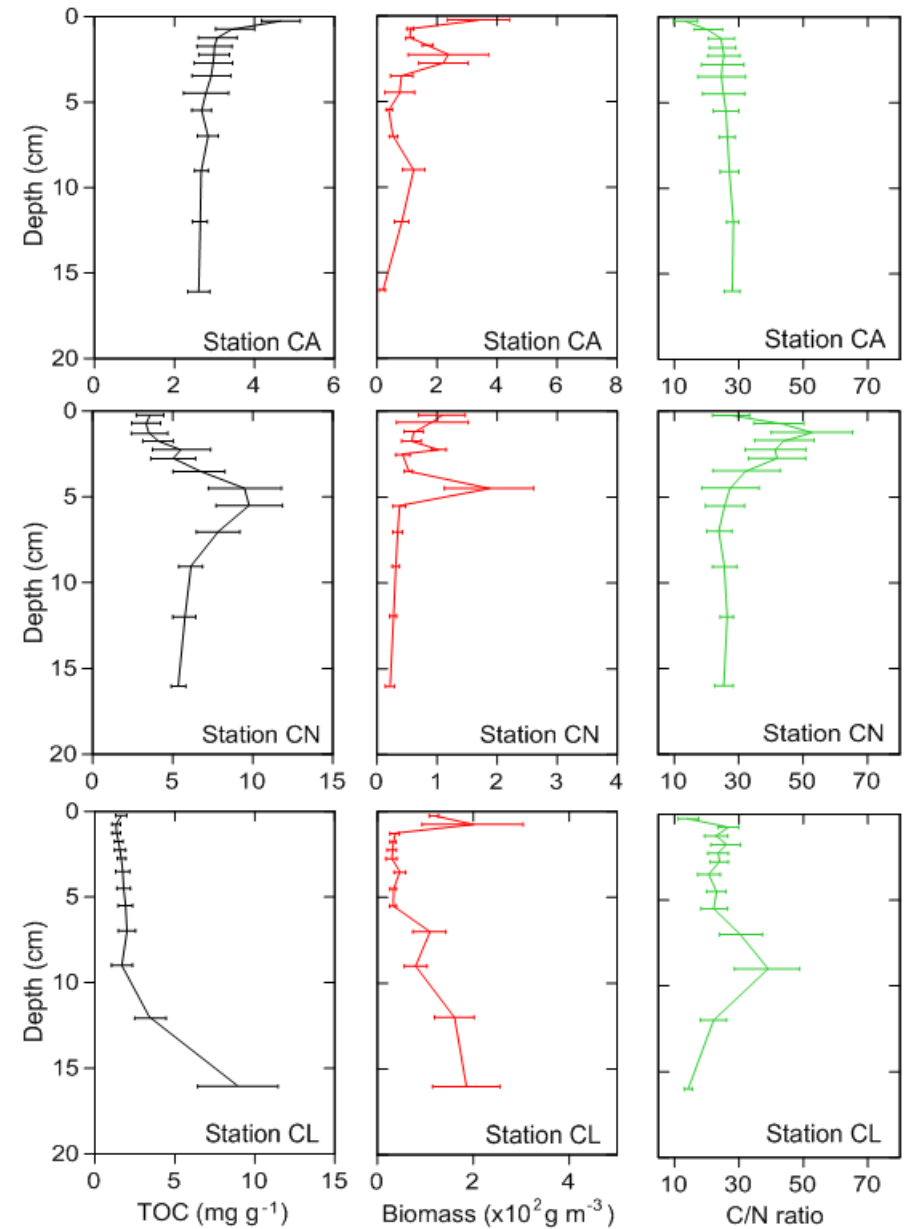 0
5
10
15
20
Depth (cm)
Station CA
0 2 4 6
Station CA
0 2 4 6 8
Station CA
10 30 50 70
0
5
10
15
20
Depth (cm)
Station CN
0 5 10 15
Station CN
0 1 2 3 4
Station CN
10 30 50 70
0
5
10
15
20
Depth (cm)
Station CL
0 5 10 15
TOC (mg g⁻¹)
Station CL
0 2 4
Biomass (x10² g m⁻³)
Station CL
10 30 50 70
C/N ratio